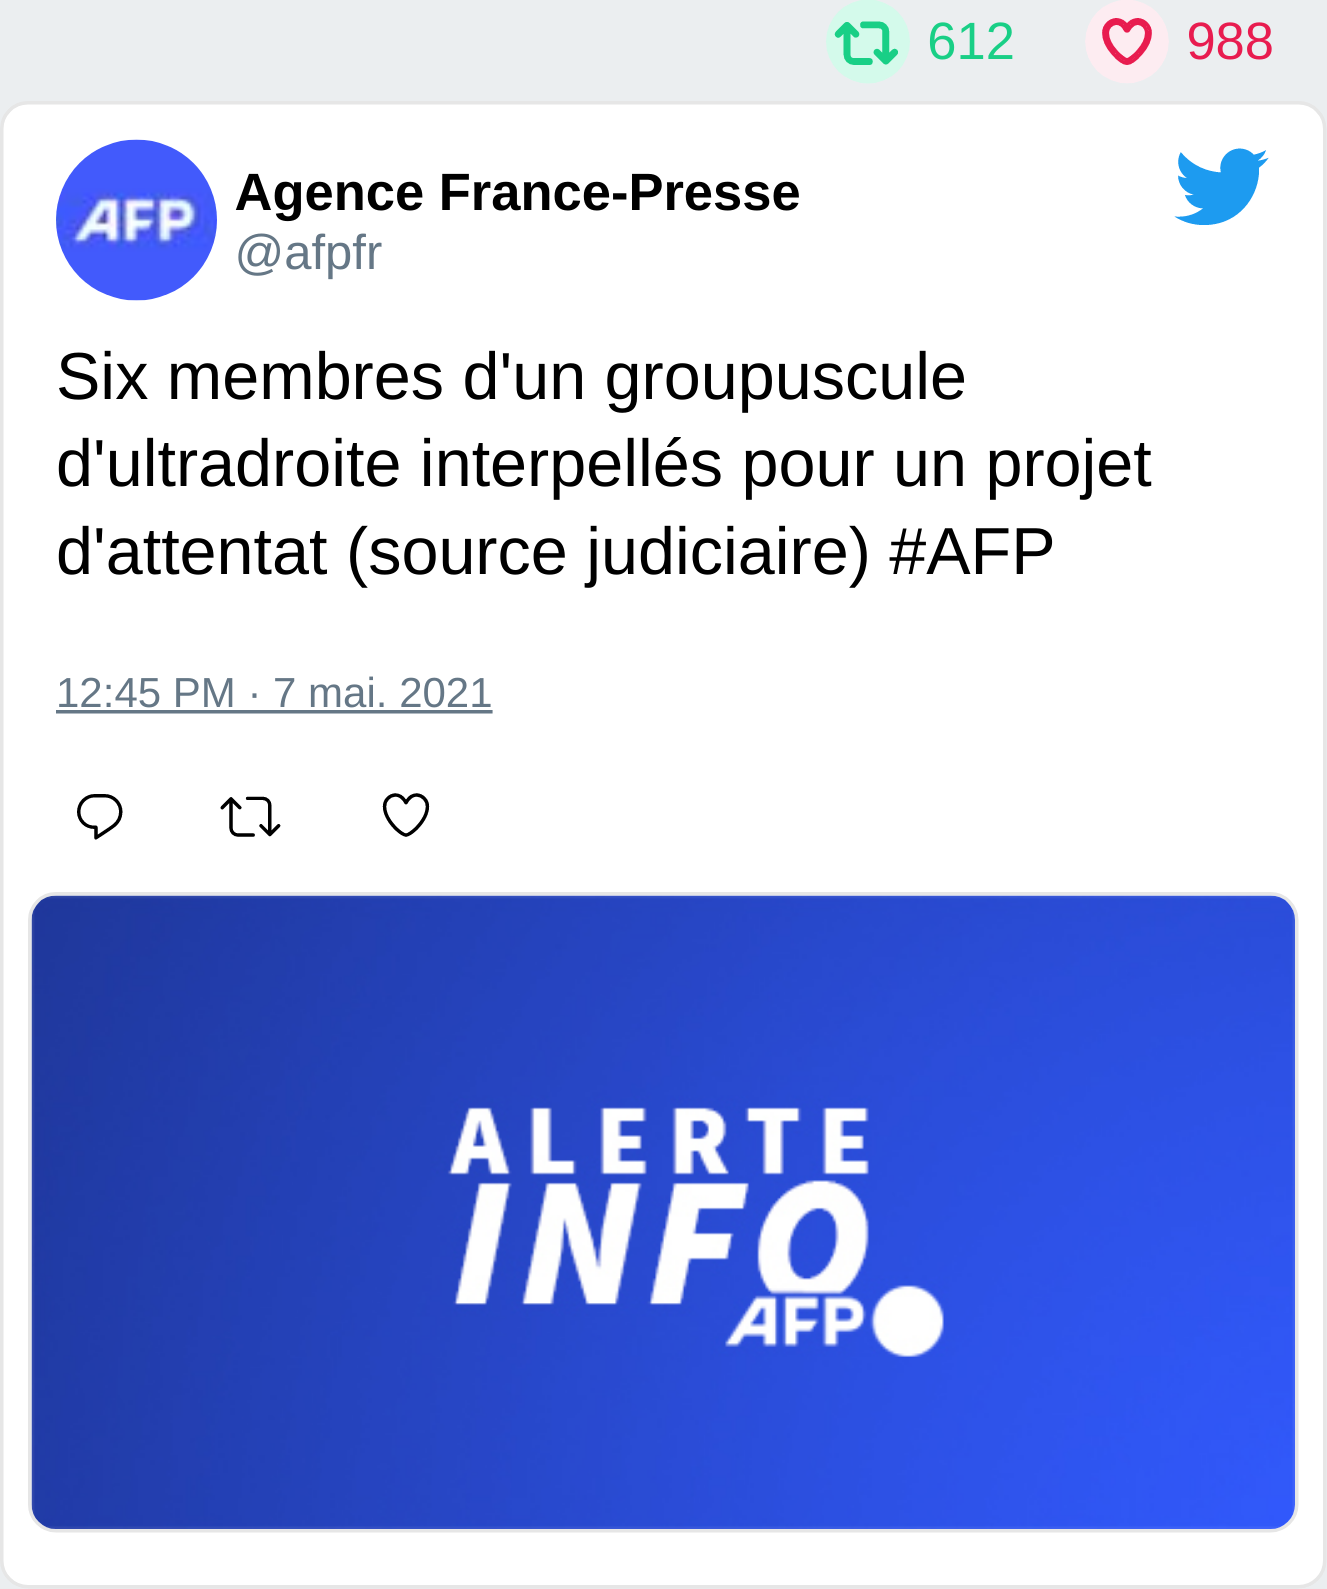 612 988
AFP
Agence France-Presse
@afpfr
Six membres d'un groupuscule
d'ultradroite interpellés pour un projet
d'attentat (source judiciaire) #AFP
12:45 PM · 7 mai. 2021
ALERTE
INFO
AFP